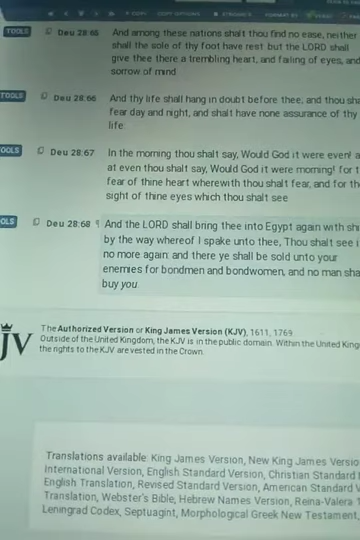 COPY OPTIONS
TOOLS Deu 28:65 And among these nations shalt thou find no ease, neither
shall the sole of thy foot have rest but the LORD shall
give thee there a trembling heart, and failing of eyes, and
sorrow of mind
TOOLS Deu 28:66 And thy life shall hang in doubt before thee; and thou sha
fear day and night, and shalt have none assurance of thy
life
OOLS Deu 28:67 In the morning thou shalt say, Would God it were even! a
at even thou shalt say, Would God it were morning! for t
fear of thine heart wherewith thou shalt fear, and for th
sight of thine eyes which thou shalt see
OLS Deu 28:68 ¶ And the LORD shall bring thee into Egypt again with shi
by the way whereof I spake unto thee, Thou shalt see i
no more again: and there ye shall be sold unto your
enemies for bondmen and bondwomen, and no man sha
buy you.
JV
The Authorized Version or King James Version (KJV), 1611, 1769.
Outside of the United Kingdom, the KJV is in the public domain. Within the United King
the rights to the KJV are vested in the Crown
Translations available: King James Version, New King James Versio
International Version, English Standard Version, Christian Standard
English Translation, Revised Standard Version, American Standard V
Translation, Webster's Bible, Hebrew Names Version, Reina-Valera 1
Leningrad Codex, Septuagint, Morphological Greek New Testament,